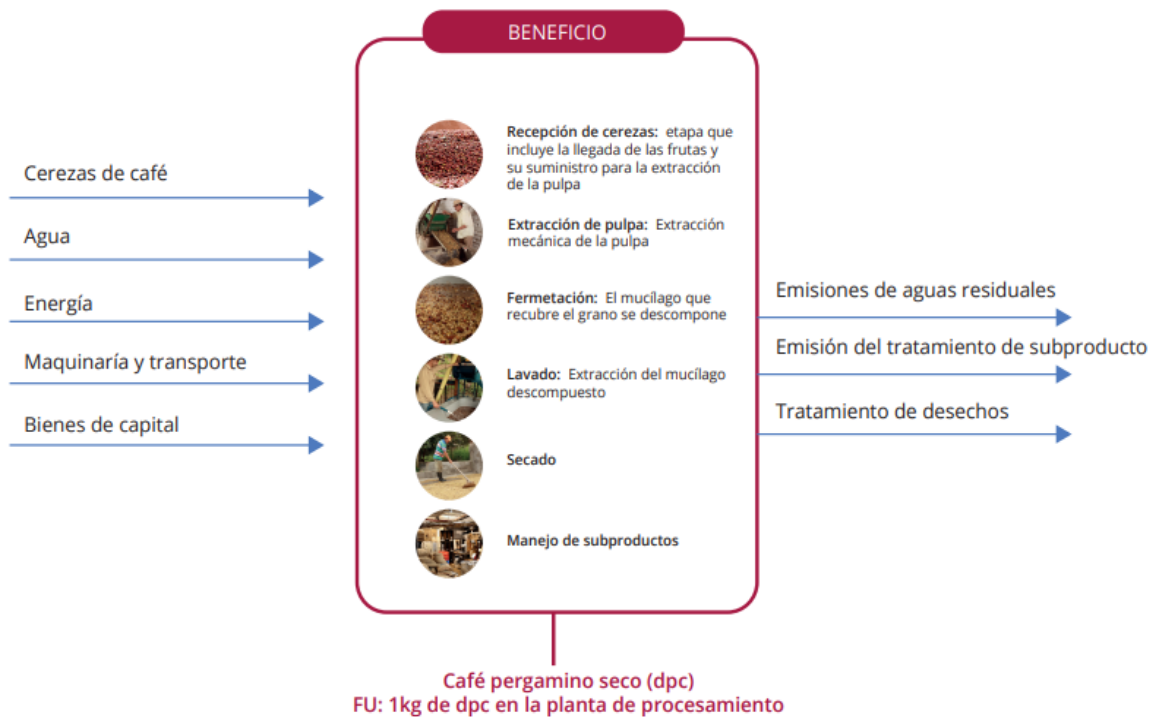 BENEFICIO
Cerezas de café
Agua
Energía
Maquinaría y transporte
Bienes de capital
Recepción de cerezas: etapa que
incluye la llegada de las frutas y
su suministro para la extracción
de la pulpa
Extracción de pulpa: Extracción
mecánica de la pulpa
Fermetación: El mucílago que
recubre el grano se descompone
Lavado: Extracción del mucílago
descompuesto
Secado
Manejo de subproductos
Emisiones de aguas residuales
Emisión del tratamiento de subproducto
Tratamiento de desechos
Café pergamino seco (dpc)
FU: 1kg de dpc en la planta de procesamiento